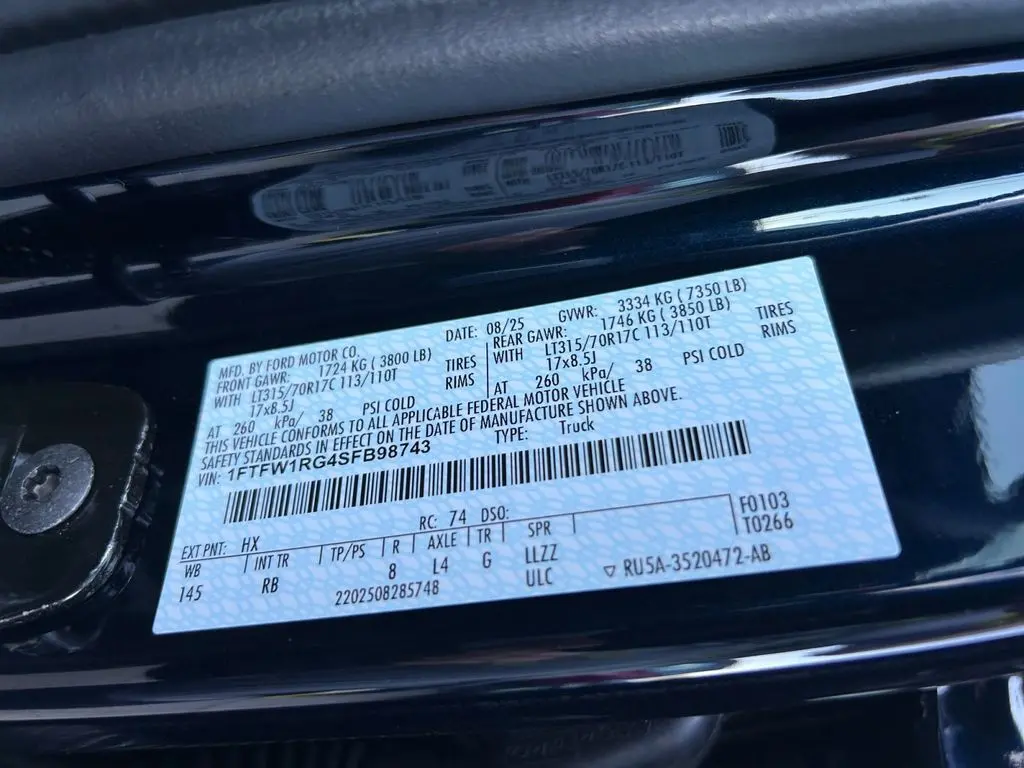 MFD. BY FORD MOTOR CO.
DATE: 08/25 GVWR: 3334 KG ( 7350 LB)
FRONT GAWR: 1724 KG ( 3800 LB) REAR GAWR: 1746 KG ( 3850 LB)
WITH LT315/70R17C 113/110T TIRES WITH LT315/70R17C 113/110T TIRES
17x8.5J RIMS 17x8.5J RIMS
AT 260 kPa/ 38 PSI COLD AT 260 kPa/ 38 PSI COLD
THIS VEHICLE CONFORMS TO ALL APPLICABLE FEDERAL MOTOR VEHICLE
SAFETY STANDARDS IN EFFECT ON THE DATE OF MANUFACTURE SHOWN ABOVE.
VIN: 1FTFW1RG4SFB98743 TYPE: Truck
EXT PNT: HX RC: 74 DSO: F0103
WB INT TR TP/PS R AXLE TR SPR T0266
145 RB 8 L4 G LLZZ
2202508285748 ULC ▽ RU5A-3520472-AB